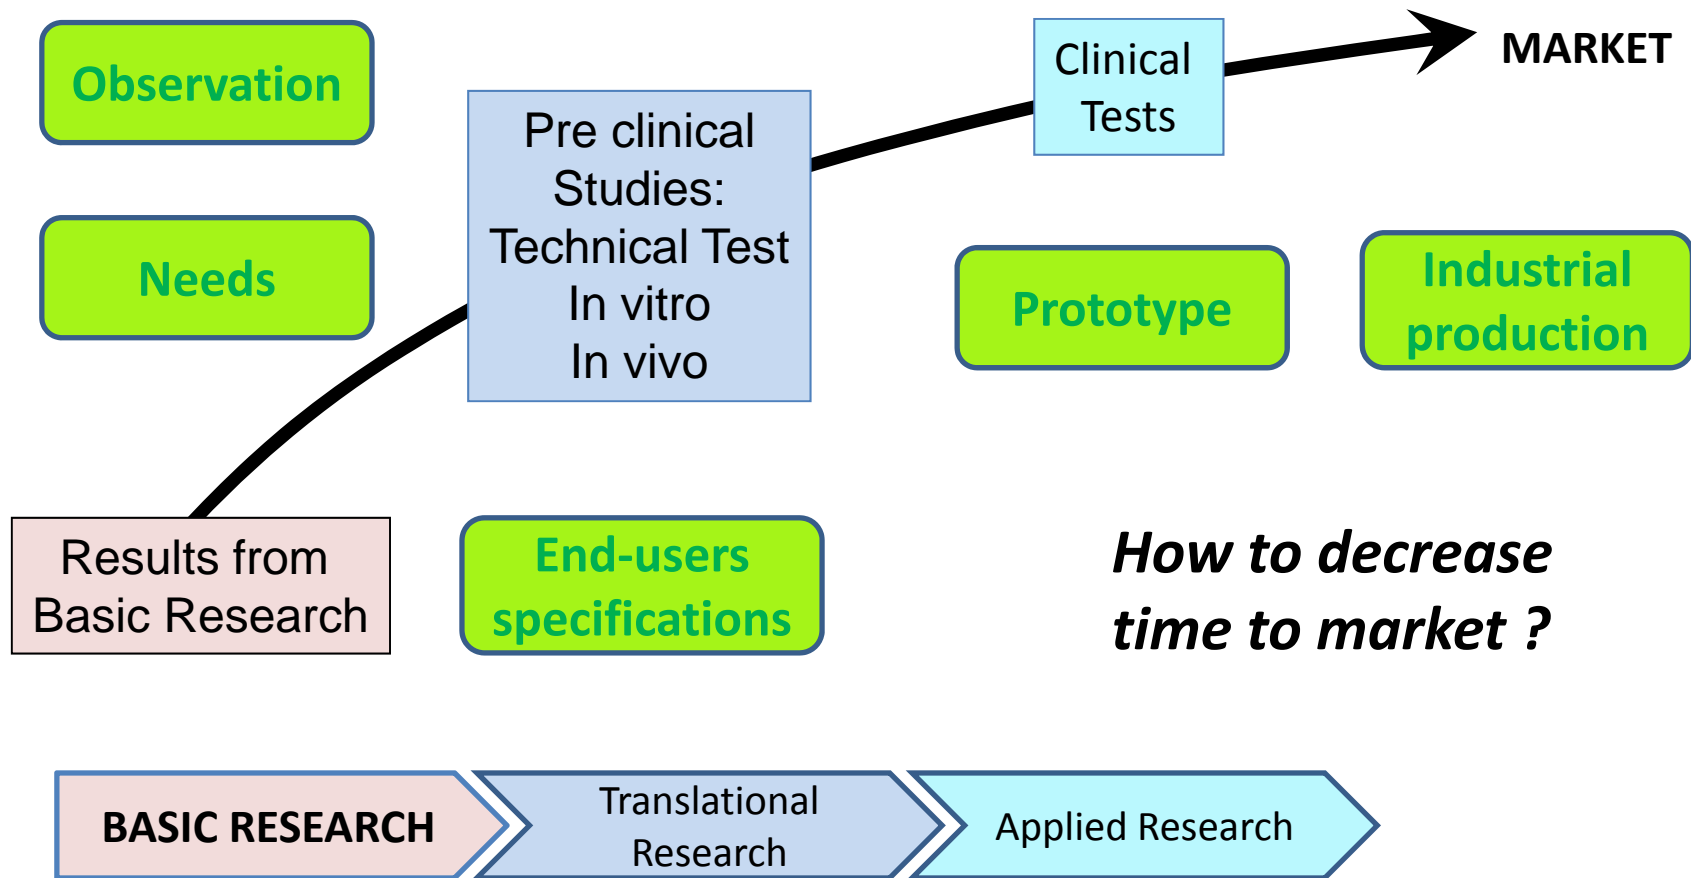 Observation
Needs
Results from
Basic Research
Pre clinical
Studies:
Technical Test
In vitro
In vivo
End-users
specifications
Clinical
Tests
MARKET
Prototype
Industrial
production
How to decrease
time to market ?
BASIC RESEARCH
Translational
Research
Applied Research